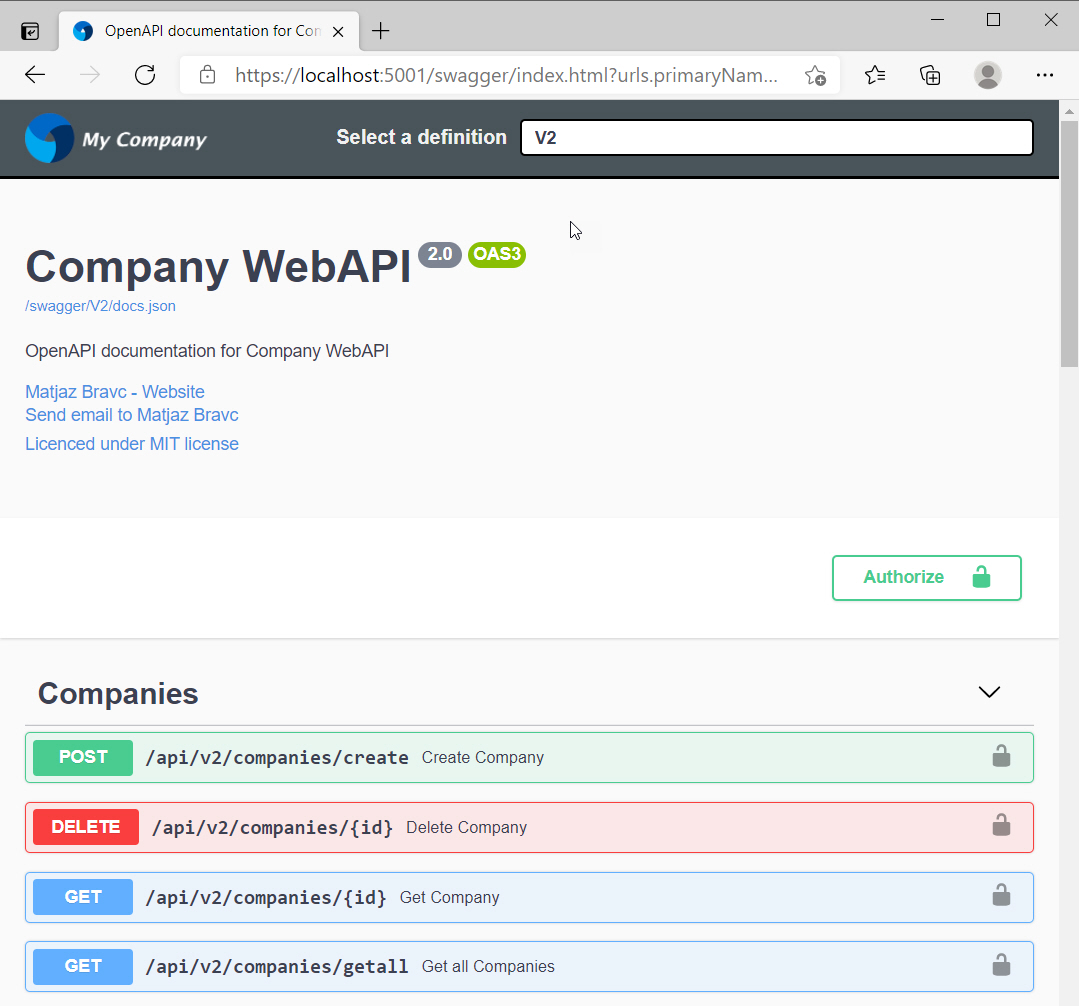 OpenAPI documentation for Con
https://localhost:5001/swagger/index.html?urls.primaryNam...
My Company
Select a definition V2
Company WebAPI 2.0 OAS3
/swagger/V2/docs.json
OpenAPI documentation for Company WebAPI
Matjaz Bravc - Website
Send email to Matjaz Bravc
Licenced under MIT license
Authorize
Companies
POST /api/v2/companies/create Create Company
DELETE /api/v2/companies/{id} Delete Company
GET /api/v2/companies/{id} Get Company
GET /api/v2/companies/getall Get all Companies